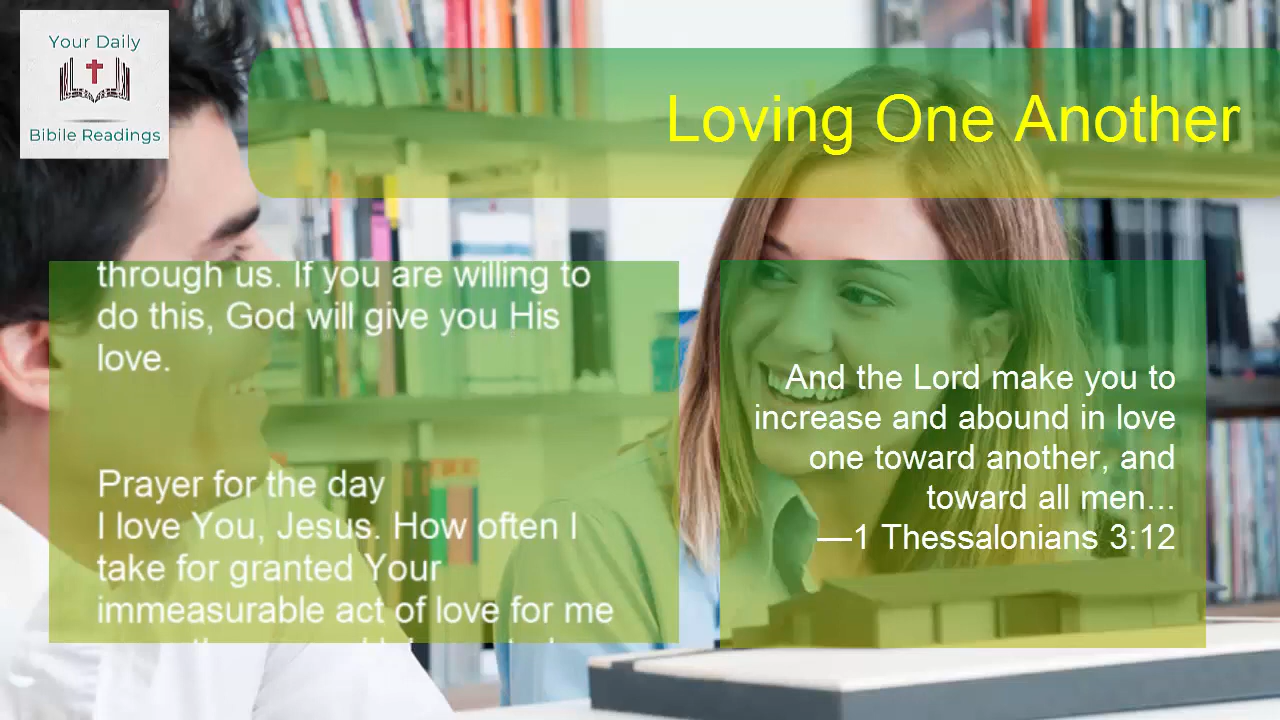 Your Daily
Bibile Readings
Loving One Another
through us. If you are willing to
do this, God will give you His
love.
Prayer for the day
I love You, Jesus. How often I
take for granted Your
immeasurable act of love for me
And the Lord make you to
increase and abound in love
one toward another, and
toward all men...
—1 Thessalonians 3:12